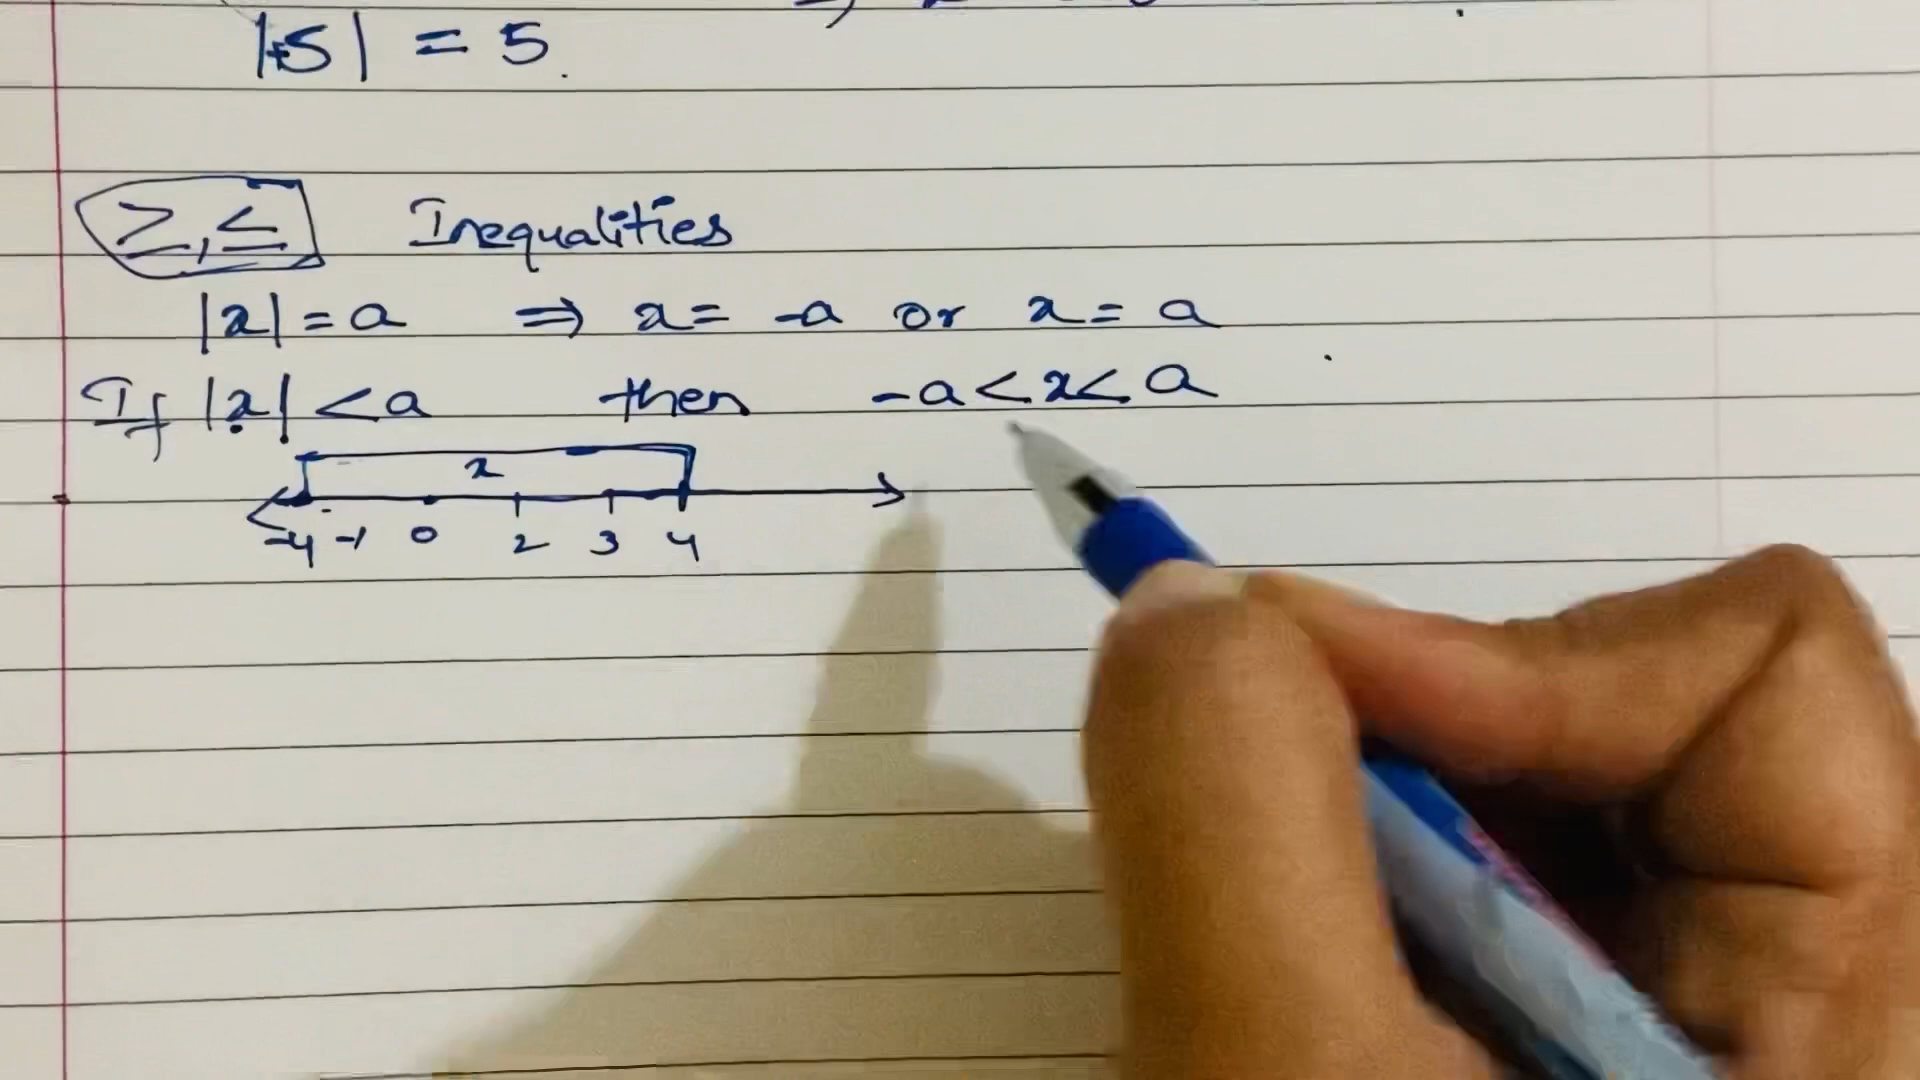 |+5| = 5.
≥, ≤ Inequalities
|x| = a ⇒ x = -a or x = a
If |x| < a then -a < x < a
x
-4 -1 0 2 3 4